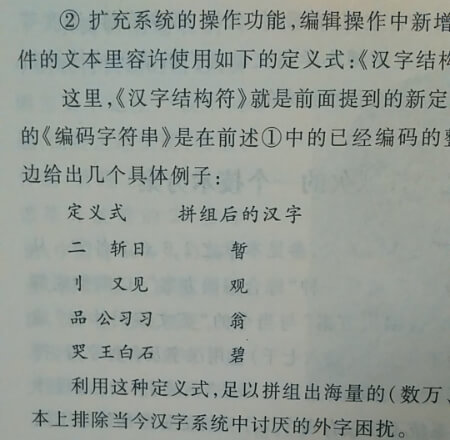 ② 扩充系统的操作功能，编辑操作中新增
件的文本里容许使用如下的定义式：《汉字结构
这里，《汉字结构符》就是前面提到的新定
的《编码字符串》是在前述①中的已经编码的整
边给出几个具体例子：
定义式 拼组后的汉字
二 斩日 暂
刂 又见 观
品 公习习 翁
哭 王白石 碧
利用这种定义式，足以拼组出海量的（数万、
本上排除当今汉字系统中讨厌的外字困扰。